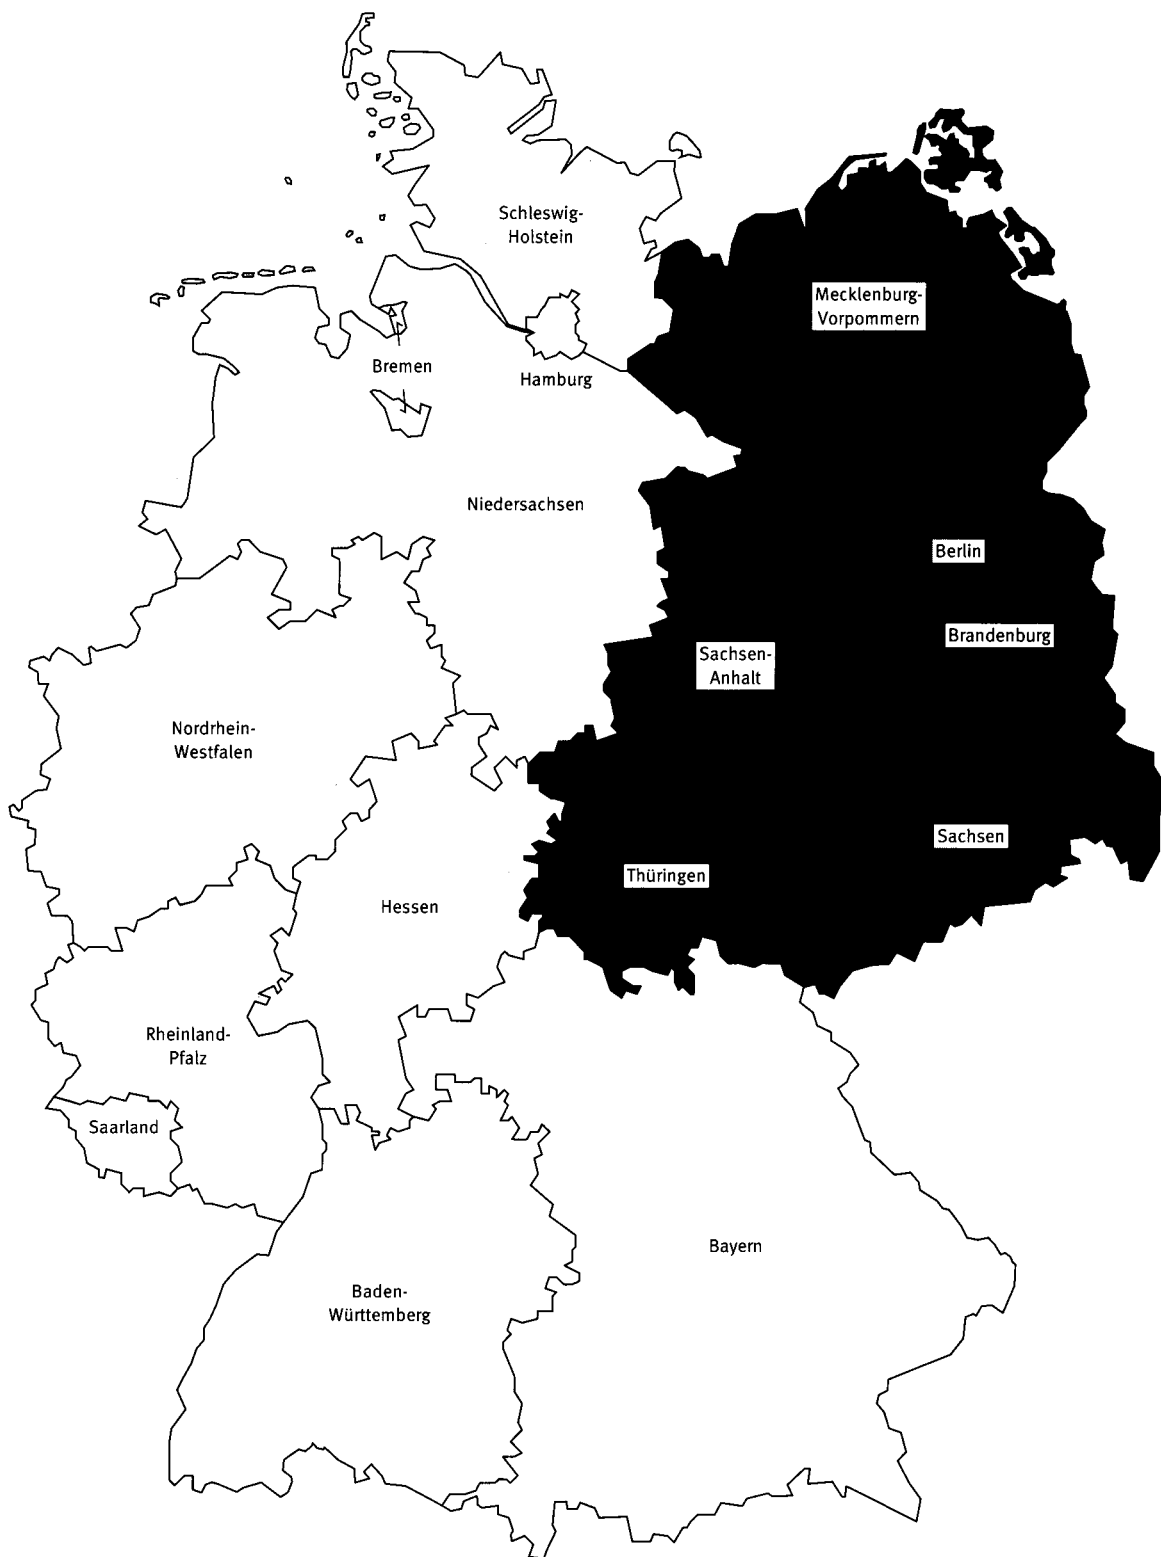 Schleswig-
Holstein
Mecklenburg-
Vorpommern
Bremen
Hamburg
Niedersachsen
Berlin
Brandenburg
Sachsen-
Anhalt
Nordrhein-
Westfalen
Sachsen
Thüringen
Hessen
Rheinland-
Pfalz
Saarland
Bayern
Baden-
Württemberg